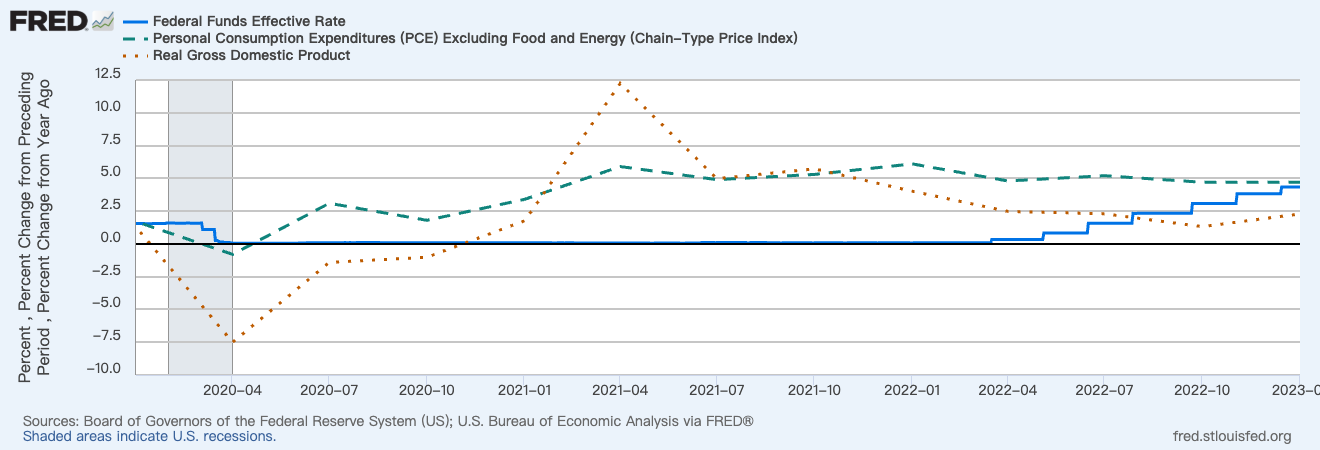 FRED
Federal Funds Effective Rate
Personal Consumption Expenditures (PCE) Excluding Food and Energy (Chain-Type Price Index)
Real Gross Domestic Product
Percent , Percent Change from Preceding
Period , Percent Change from Year Ago
12.5
10.0
7.5
5.0
2.5
0.0
-2.5
-5.0
-7.5
-10.0
2020-04
2020-07
2020-10
2021-01
2021-04
2021-07
2021-10
2022-01
2022-04
2022-07
2022-10
2023-0
Sources: Board of Governors of the Federal Reserve System (US); U.S. Bureau of Economic Analysis via FRED®
Shaded areas indicate U.S. recessions.
fred.stlouisfed.org